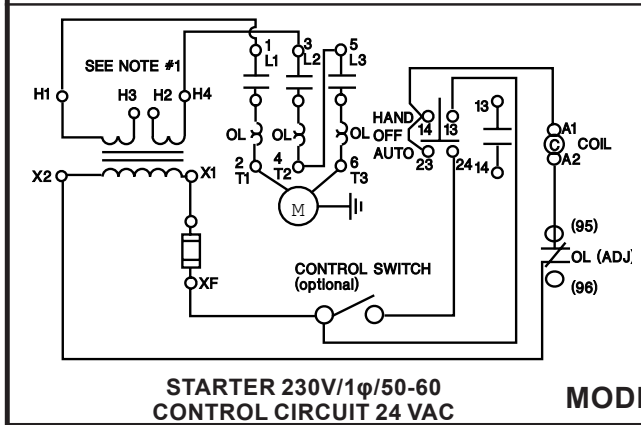 1 3 5
L1 L2 L3
SEE NOTE #1
H1 H3 H2 H4
HAND 14 13 13
OFF
AUTO 23 24 14
OL OL OL
A1
C COIL
A2
X2 X1
2 4 6
T1 T2 T3
M
(95)
OL (ADJ)
(96)
XF
CONTROL SWITCH
(optional)
STARTER 230V/1φ/50-60
CONTROL CIRCUIT 24 VAC